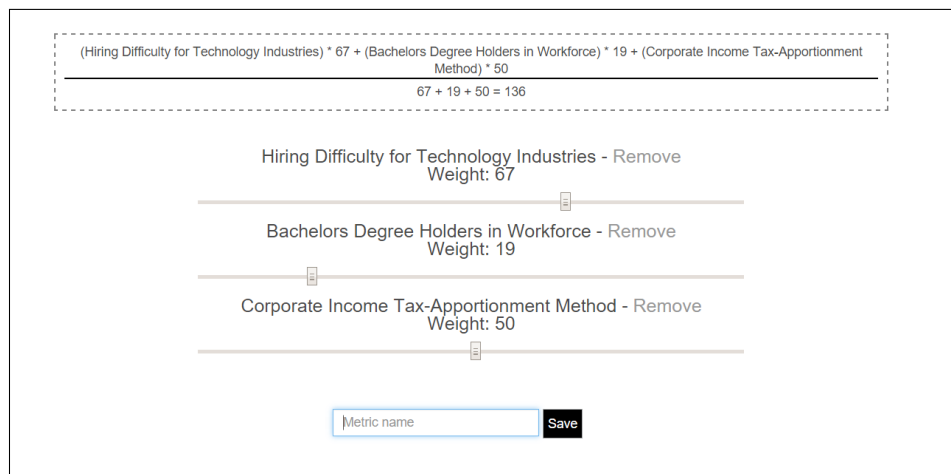 (Hiring Difficulty for Technology Industries) * 67 + (Bachelors Degree Holders in Workforce) * 19 + (Corporate Income Tax-Apportionment
Method) * 50
67 + 19 + 50 = 136
Hiring Difficulty for Technology Industries - Remove
Weight: 67
Bachelors Degree Holders in Workforce - Remove
Weight: 19
Corporate Income Tax-Apportionment Method - Remove
Weight: 50
Metric name Save